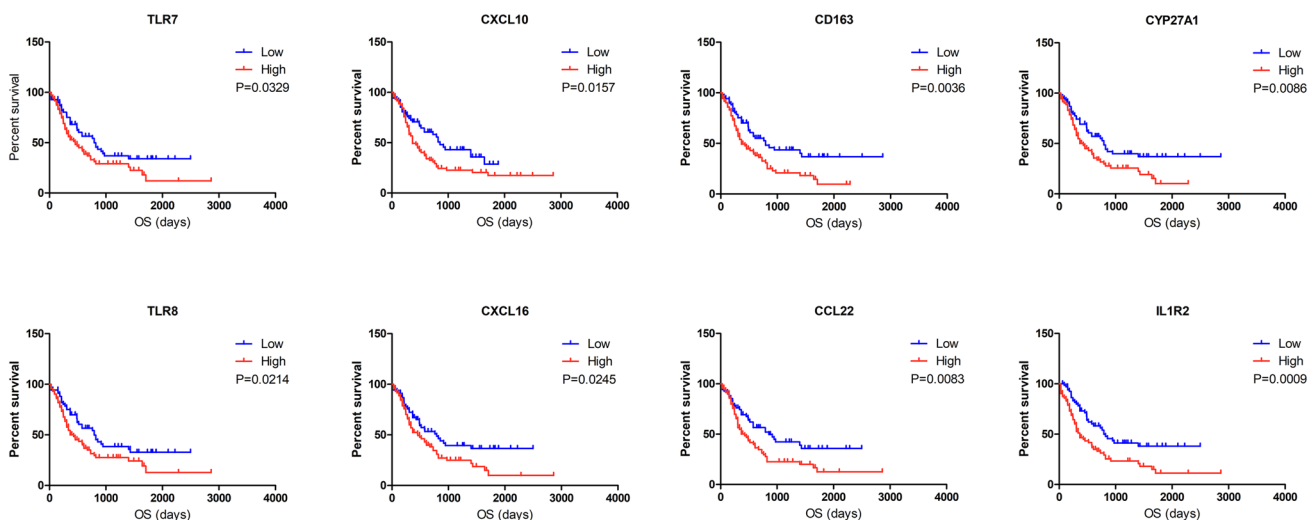 TLR7
150
100
50
0
Percent survival
Low
High
P=0.0329
0 1000 2000 3000 4000
OS (days)
CXCL10
150
100
50
0
Percent survival
Low
High
P=0.0157
0 1000 2000 3000 4000
OS (days)
CD163
150
100
50
0
Percent survival
Low
High
P=0.0036
0 1000 2000 3000 4000
OS (days)
CYP27A1
150
100
50
0
Percent survival
Low
High
P=0.0086
0 1000 2000 3000 4000
OS (days)
TLR8
150
100
50
0
Percent survival
Low
High
P=0.0214
0 1000 2000 3000 4000
OS (days)
CXCL16
150
100
50
0
Percent survival
Low
High
P=0.0245
0 1000 2000 3000 4000
OS (days)
CCL22
150
100
50
0
Percent survival
Low
High
P=0.0083
0 1000 2000 3000 4000
OS (days)
IL1R2
150
100
50
0
Percent survival
Low
High
P=0.0009
0 1000 2000 3000 4000
OS (days)